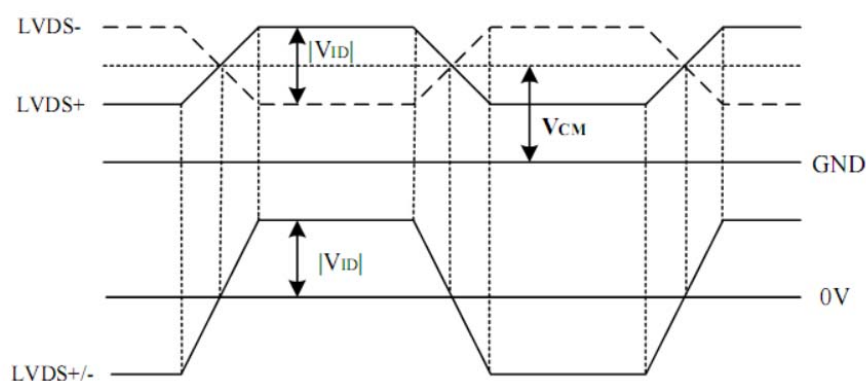 LVDS-
|VID|
LVDS+
VCM
GND
|VID|
0V
LVDS+/-